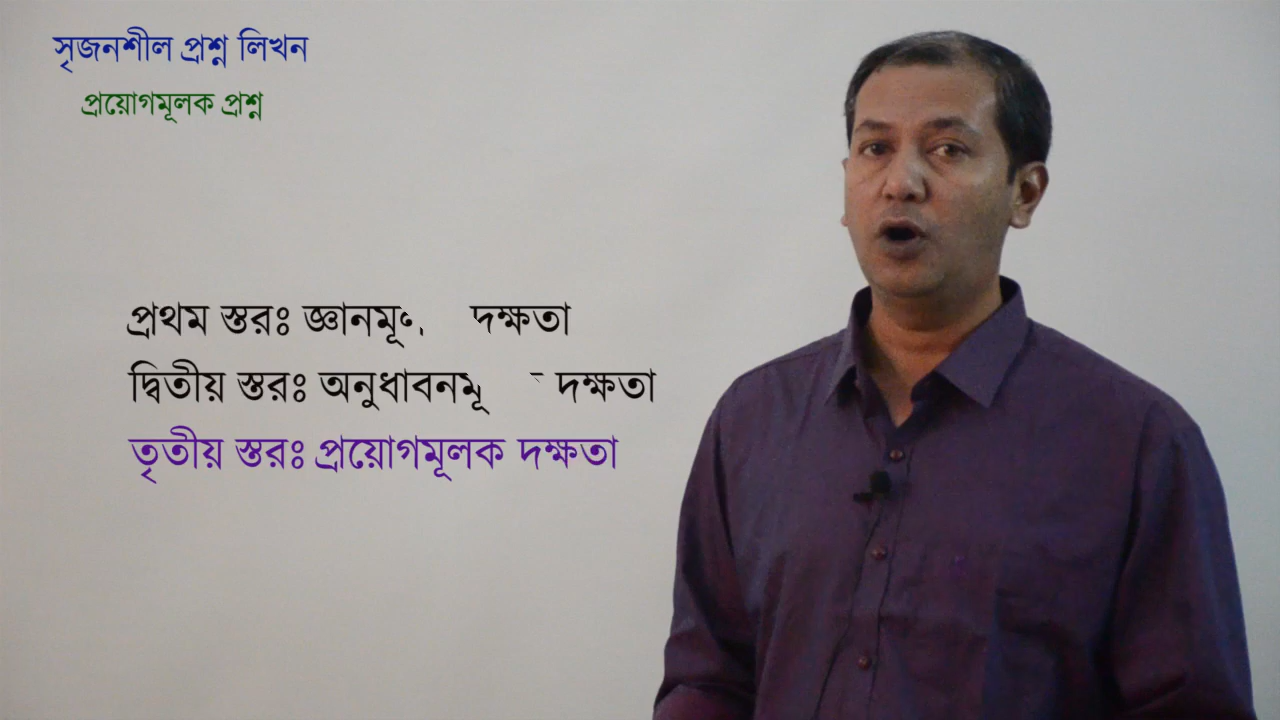 সৃজনশীল প্রশ্ন লিখন
প্রয়োগমূলক প্রশ্ন
প্রথম স্তরঃ দক্ষতা
দ্বিতীয় স্তরঃ দক্ষতা
তৃতীয় স্তরঃ প্রয়োগমূলক দক্ষতা